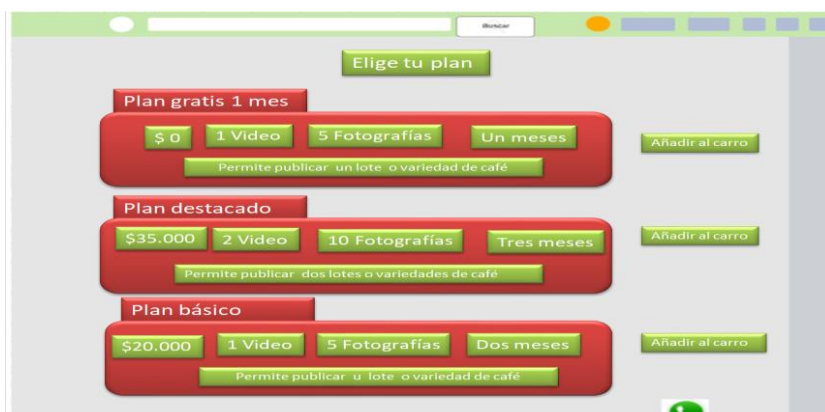 Buscar
Elige tu plan
Plan gratis 1 mes
$ 0 1 Video 5 Fotografías Un meses
Añadir al carro
Permite publicar un lote o variedad de café
Plan destacado
$35.000 2 Video 10 Fotografías Tres meses
Añadir al carro
Permite publicar dos lotes o variedades de café
Plan básico
$20.000 1 Video 5 Fotografías Dos meses
Añadir al carro
Permite publicar u lote o variedad de café